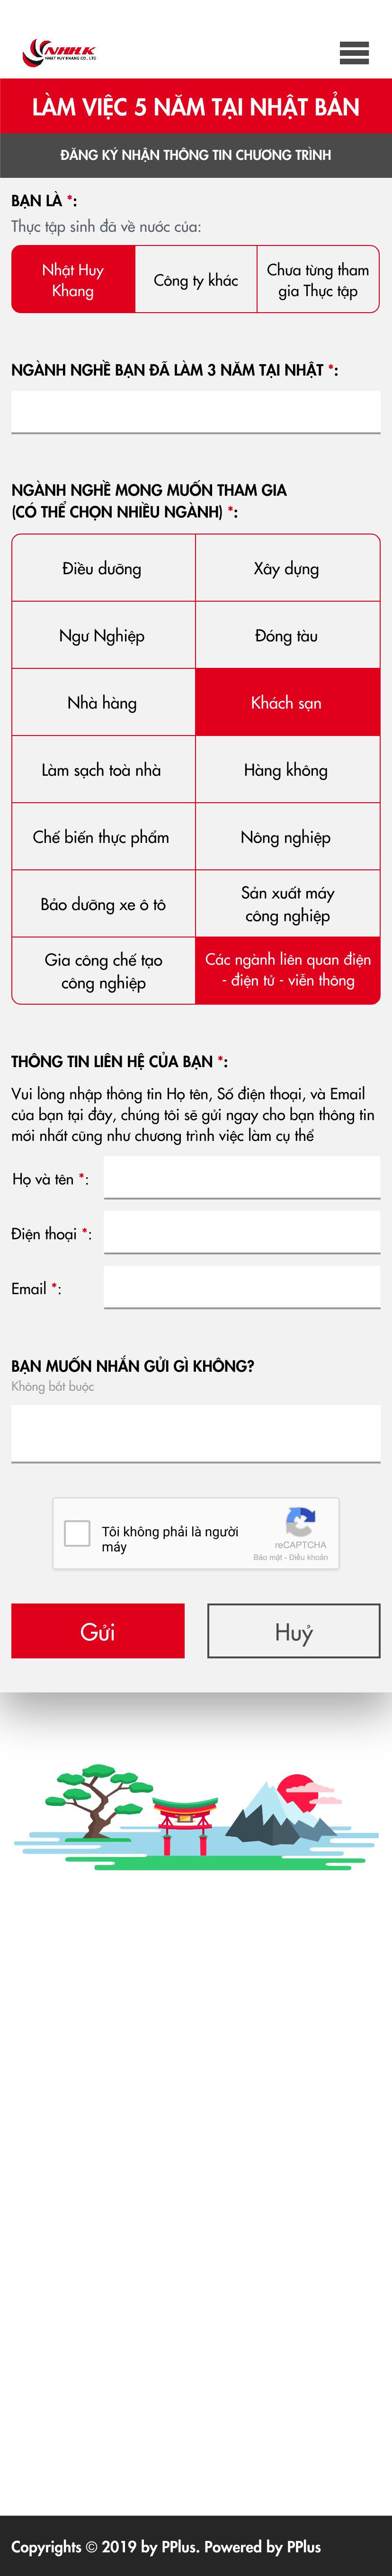 NHHK
NHAT HUY KHANG CO., LTD
LÀM VIỆC 5 NĂM TẠI NHẬT BẢN
ĐĂNG KÝ NHẬN THÔNG TIN CHƯƠNG TRÌNH
BẠN LÀ *:
Thực tập sinh đã về nước của:
Nhật Huy
Khang
Công ty khác
Chưa từng tham
gia Thực tập
NGÀNH NGHỀ BẠN ĐÃ LÀM 3 NĂM TẠI NHẬT *:
NGÀNH NGHỀ MONG MUỐN THAM GIA
(CÓ THỂ CHỌN NHIỀU NGÀNH) *:
Điều dưỡng
Xây dựng
Ngư Nghiệp
Đóng tàu
Nhà hàng
Khách sạn
Làm sạch toà nhà
Hàng không
Chế biến thực phẩm
Nông nghiệp
Bảo dưỡng xe ô tô
Sản xuất máy
công nghiệp
Gia công chế tạo
công nghiệp
Các ngành liên quan điện
- điện tử - viễn thông
THÔNG TIN LIÊN HỆ CỦA BẠN *:
Vui lòng nhập thông tin Họ tên, Số điện thoại, và Email
của bạn tại đây, chúng tôi sẽ gửi ngay cho bạn thông tin
mới nhất cũng như chương trình việc làm cụ thể
Họ và tên *:
Điện thoại *:
Email *:
BẠN MUỐN NHẮN GỬI GÌ KHÔNG?
Không bắt buộc
Tôi không phải là người
máy
reCAPTCHA
Bảo mật - Điều khoản
Gửi
Huỷ
Copyrights © 2019 by PPlus. Powered by PPlus